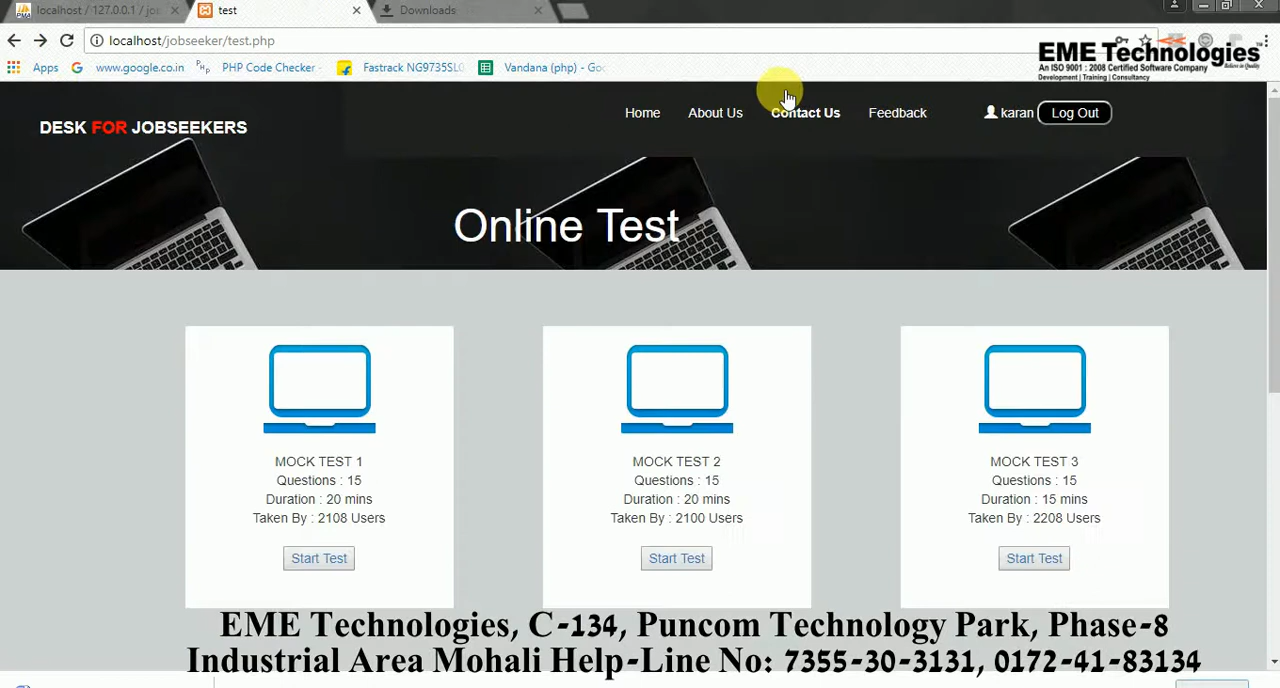 localhost / 127.0.0.1 / jo
test
Downloads
localhost/jobseeker/test.php
Apps
www.google.co.in
PHP Code Checker -
Fastrack NG9735SL0
Vandana (php) - Goo
EME Technologies
An ISO 9001 : 2008 Certified Software Company
Development | Training | Consultancy
DESK FOR JOBSEEKERS
Home
About Us
Contact Us
Feedback
karan
Log Out
Online Test
MOCK TEST 1
Questions : 15
Duration : 20 mins
Taken By : 2108 Users
Start Test
MOCK TEST 2
Questions : 15
Duration : 20 mins
Taken By : 2100 Users
Start Test
MOCK TEST 3
Questions : 15
Duration : 15 mins
Taken By : 2208 Users
Start Test
EME Technologies, C-134, Puncom Technology Park, Phase-8
Industrial Area Mohali Help-Line No: 7355-30-3131, 0172-41-83134